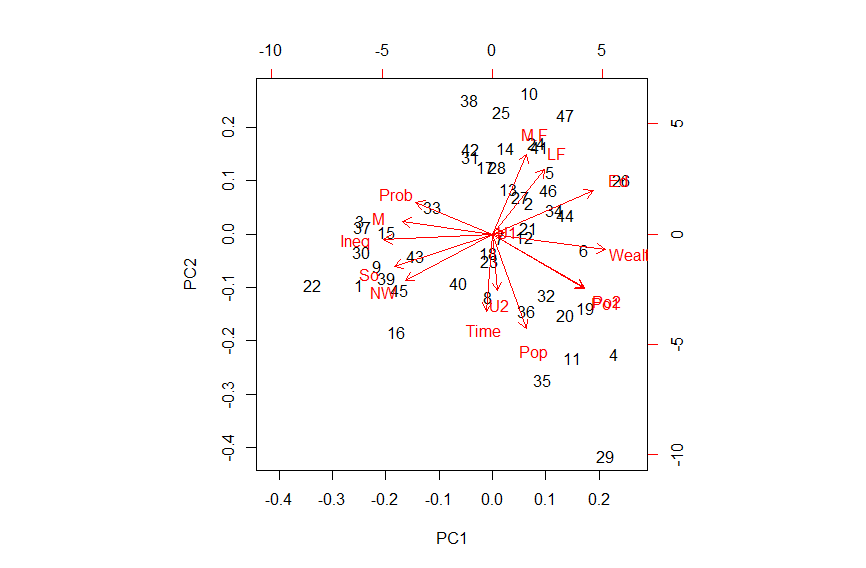 -10 -5 0 5
38 10
25 47
M.F
42 14 24 41
31 LF
12 28 5
Ed 26
13 46
Prob 27
33 2 34
M 44
3
37 15 U1 21
Ineq 7 12
30 43 18 6 Wealth
9 23
So 39 40
22 1 NW 45
8 32
U2 36 19 Po2 Po1
20
16 Time
Pop 11 4
35
29
0.2
0.1
0.0
-0.1
-0.2
-0.3
-0.4
PC2
5
0
-5
-10
-0.4 -0.3 -0.2 -0.1 0.0 0.1 0.2
PC1